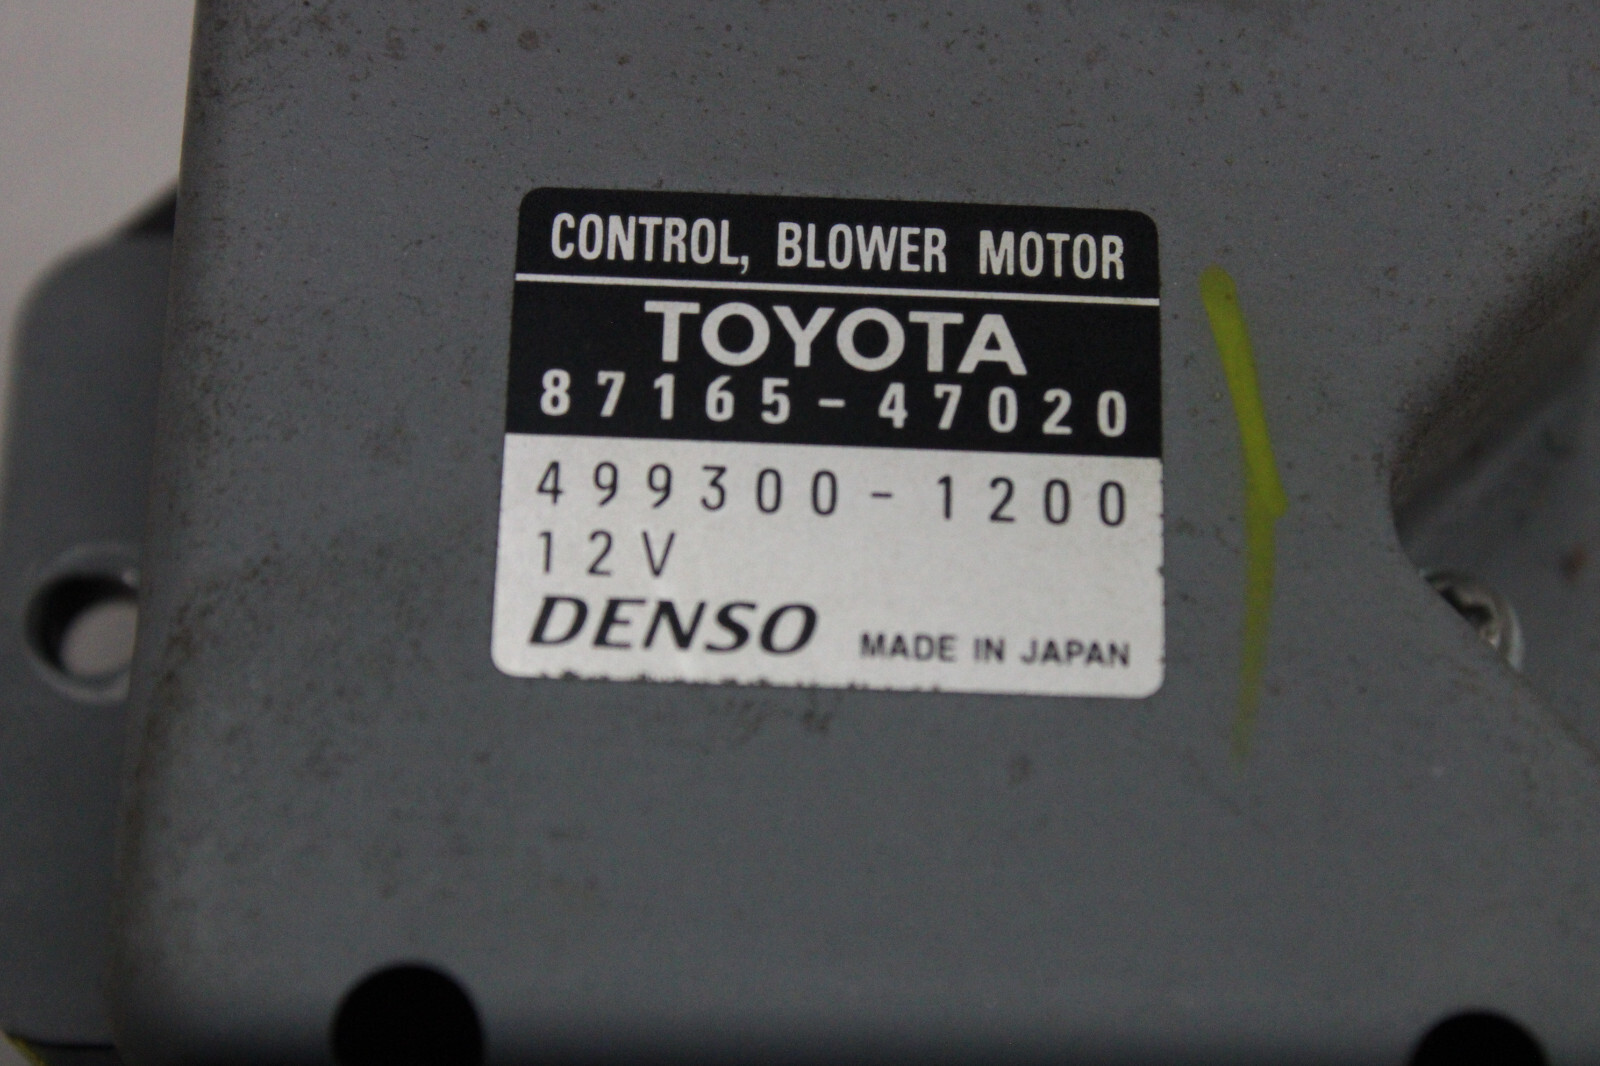 CONTROL, BLOWER MOTOR
TOYOTA
87165-47020
499300-1200
12V
DENSO MADE IN JAPAN